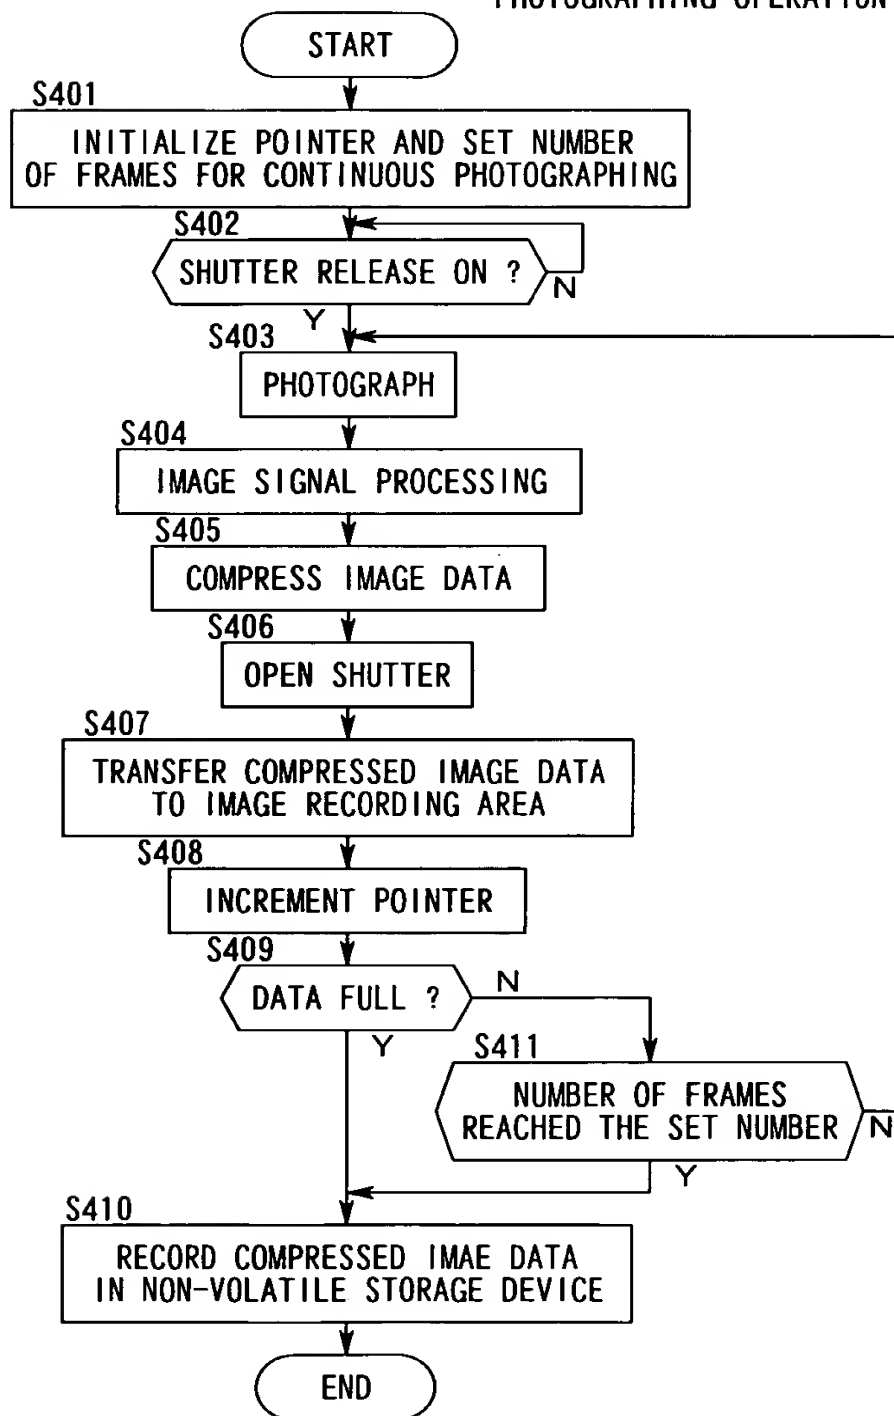 PHOTOGRAPHING OPERATION
START
S401
INITIALIZE POINTER AND SET NUMBER
OF FRAMES FOR CONTINUOUS PHOTOGRAPHING
S402
SHUTTER RELEASE ON ?
N
Y
S403
PHOTOGRAPH
S404
IMAGE SIGNAL PROCESSING
S405
COMPRESS IMAGE DATA
S406
OPEN SHUTTER
S407
TRANSFER COMPRESSED IMAGE DATA
TO IMAGE RECORDING AREA
S408
INCREMENT POINTER
S409
DATA FULL ?
N
Y
S411
NUMBER OF FRAMES
REACHED THE SET NUMBER
N
Y
S410
RECORD COMPRESSED IMAE DATA
IN NON-VOLATILE STORAGE DEVICE
END